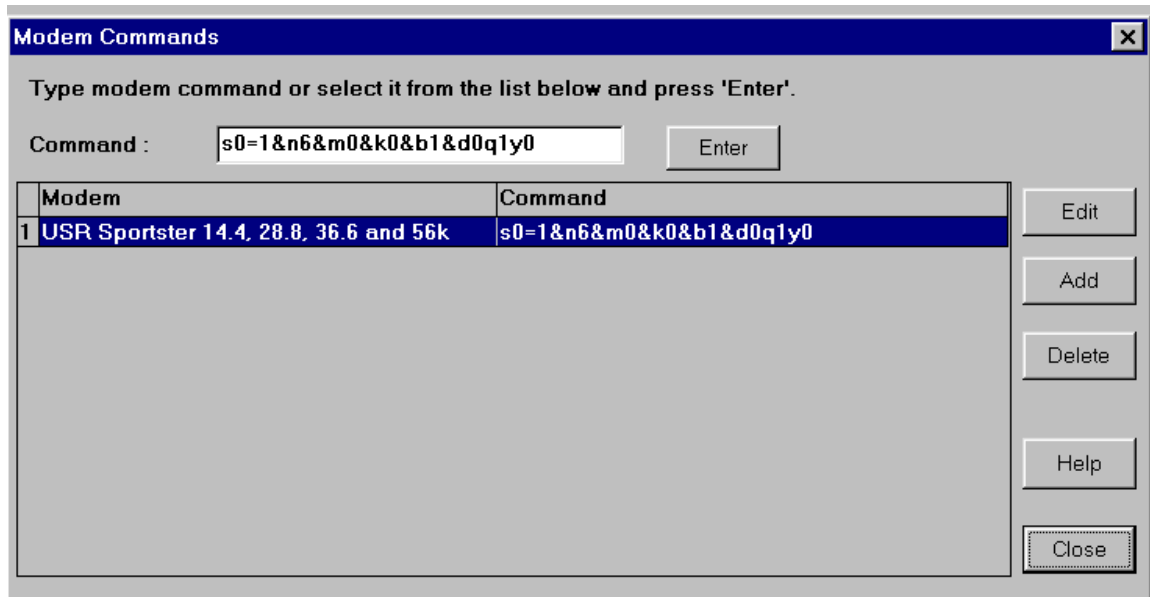 Modem Commands
Type modem command or select it from the list below and press 'Enter'.
Command : s0=1&n6&m0&k0&b1&d0q1y0 Enter
Modem Command
1 USR Sportster 14.4, 28.8, 36.6 and 56k s0=1&n6&m0&k0&b1&d0q1y0
Edit
Add
Delete
Help
Close